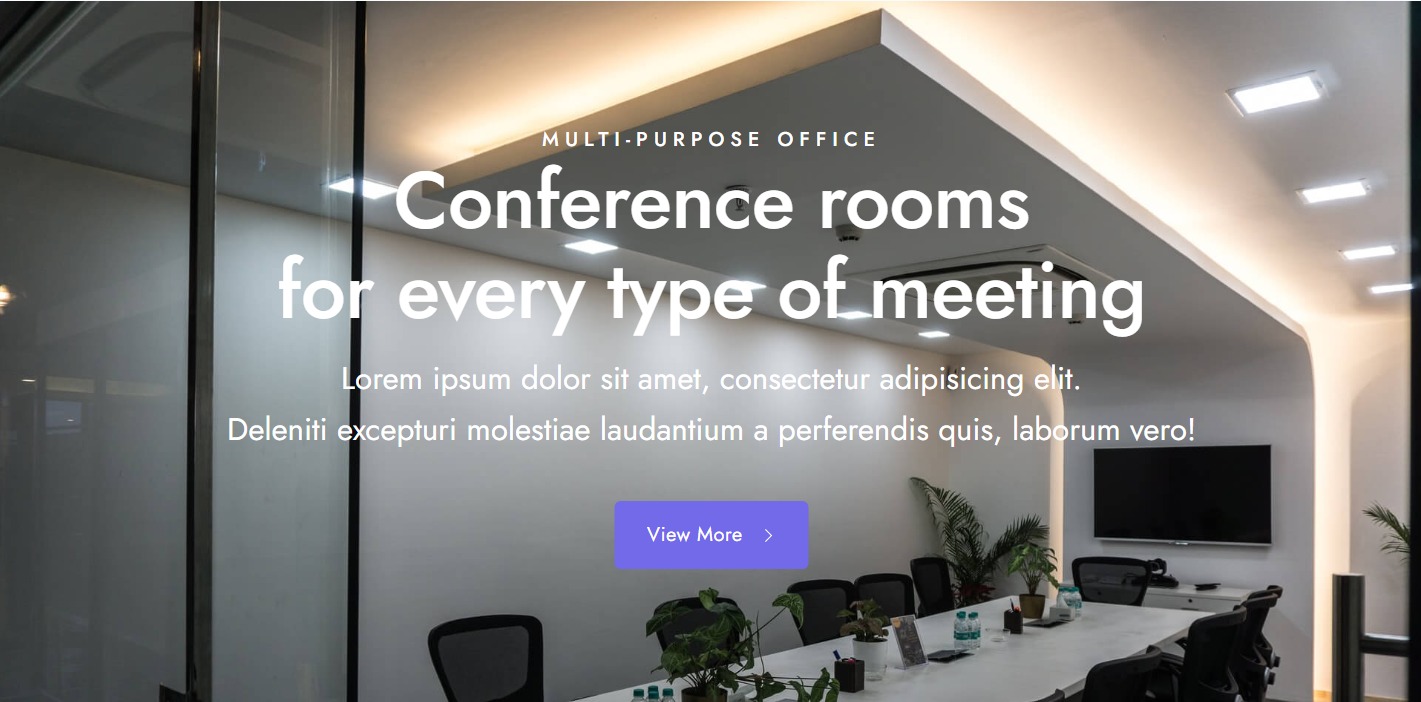 MULTI-PURPOSE OFFICE
Conference rooms
for every type of meeting
Lorem ipsum dolor sit amet, consectetur adipisicing elit.
Deleniti excepturi molestiae laudantium a perferendis quis, laborum vero!
View More